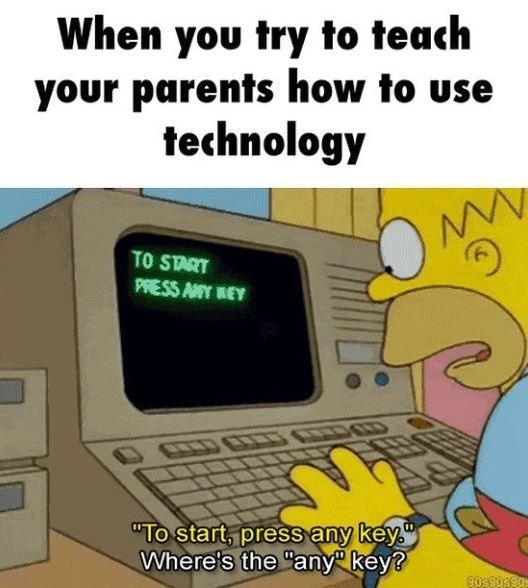 When you try to teach
your parents how to use
technology
TO START
PRESS ANY KEY
"To start, press any key."
Where's the "any" key?